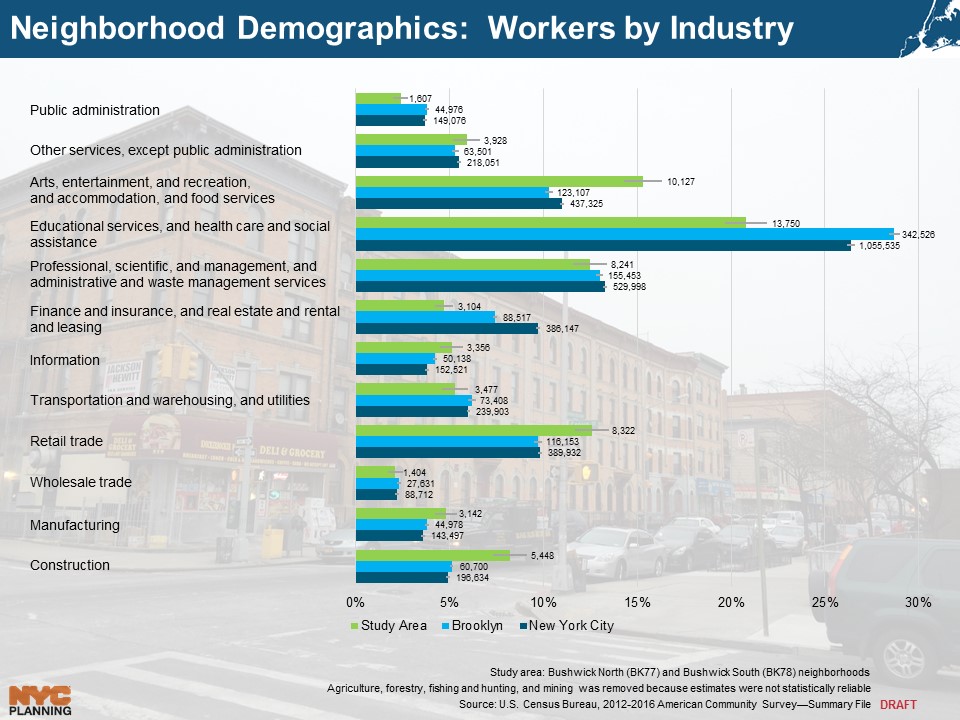 Neighborhood Demographics:  Workers by Industry
Public administration
1,607
44,976
149,076
Other services, except public administration
3,928
63,501
218,051
Arts, entertainment, and recreation,
and accommodation, and food services
10,127
123,107
437,325
Educational services, and health care and social
assistance
13,750
342,526
1,055,535
Professional, scientific, and management, and
administrative and waste management services
8,241
155,453
529,998
Finance and insurance, and real estate and rental
and leasing
3,104
88,517
386,147
Information
3,356
50,138
152,521
Transportation and warehousing, and utilities
3,477
73,408
239,903
Retail trade
8,322
116,153
389,932
Wholesale trade
1,404
27,631
88,712
Manufacturing
3,142
44,978
143,497
Construction
5,448
60,700
196,634
0% 5% 10% 15% 20% 25% 30%
Study Area Brooklyn New York City
JACKSON HEWITT
DELI & GROCERY
Study area: Bushwick North (BK77) and Bushwick South (BK78) neighborhoods
Agriculture, forestry, fishing and hunting, and mining was removed because estimates were not statistically reliable
Source: U.S. Census Bureau, 2012-2016 American Community Survey—Summary File DRAFT
NYC
PLANNING